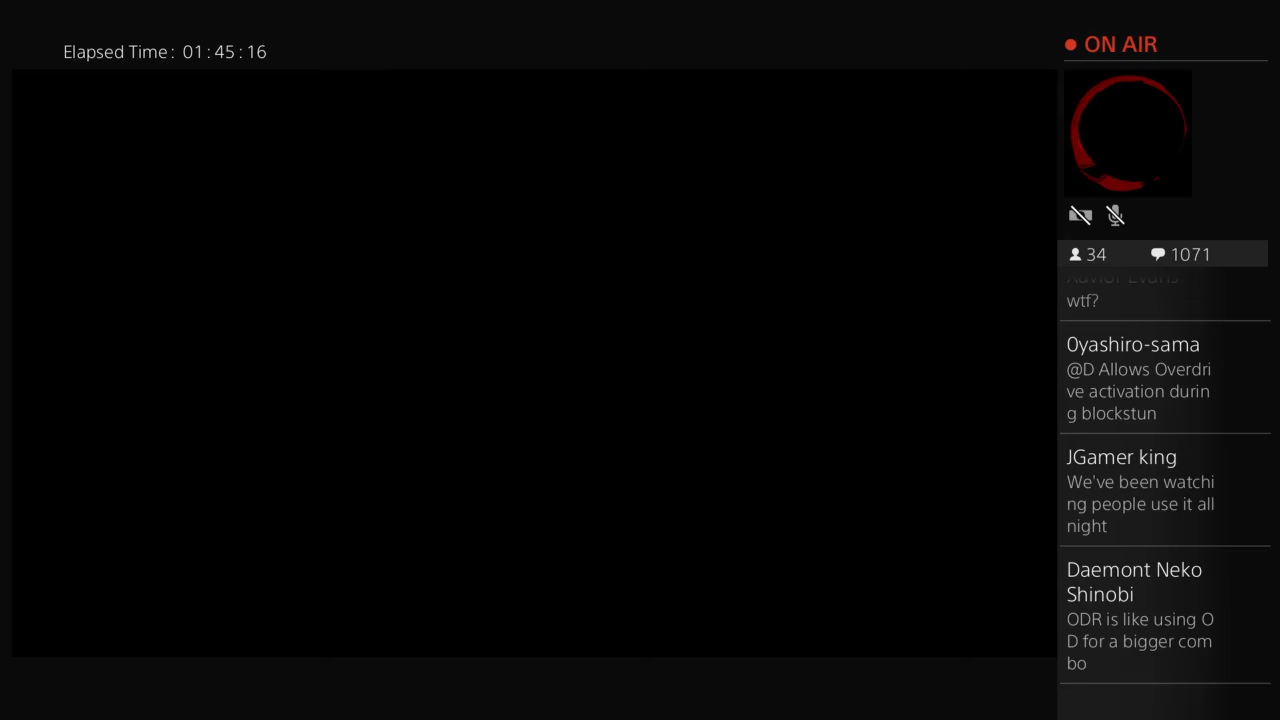 Elapsed Time: 01:45:16
ON AIR
34 1071
Xavior Evans
wtf?
0yashiro-sama
@D Allows Overdri
ve activation durin
g blockstun
JGamer king
We've been watchi
ng people use it all
night
Daemont Neko
Shinobi
ODR is like using O
D for a bigger com
bo